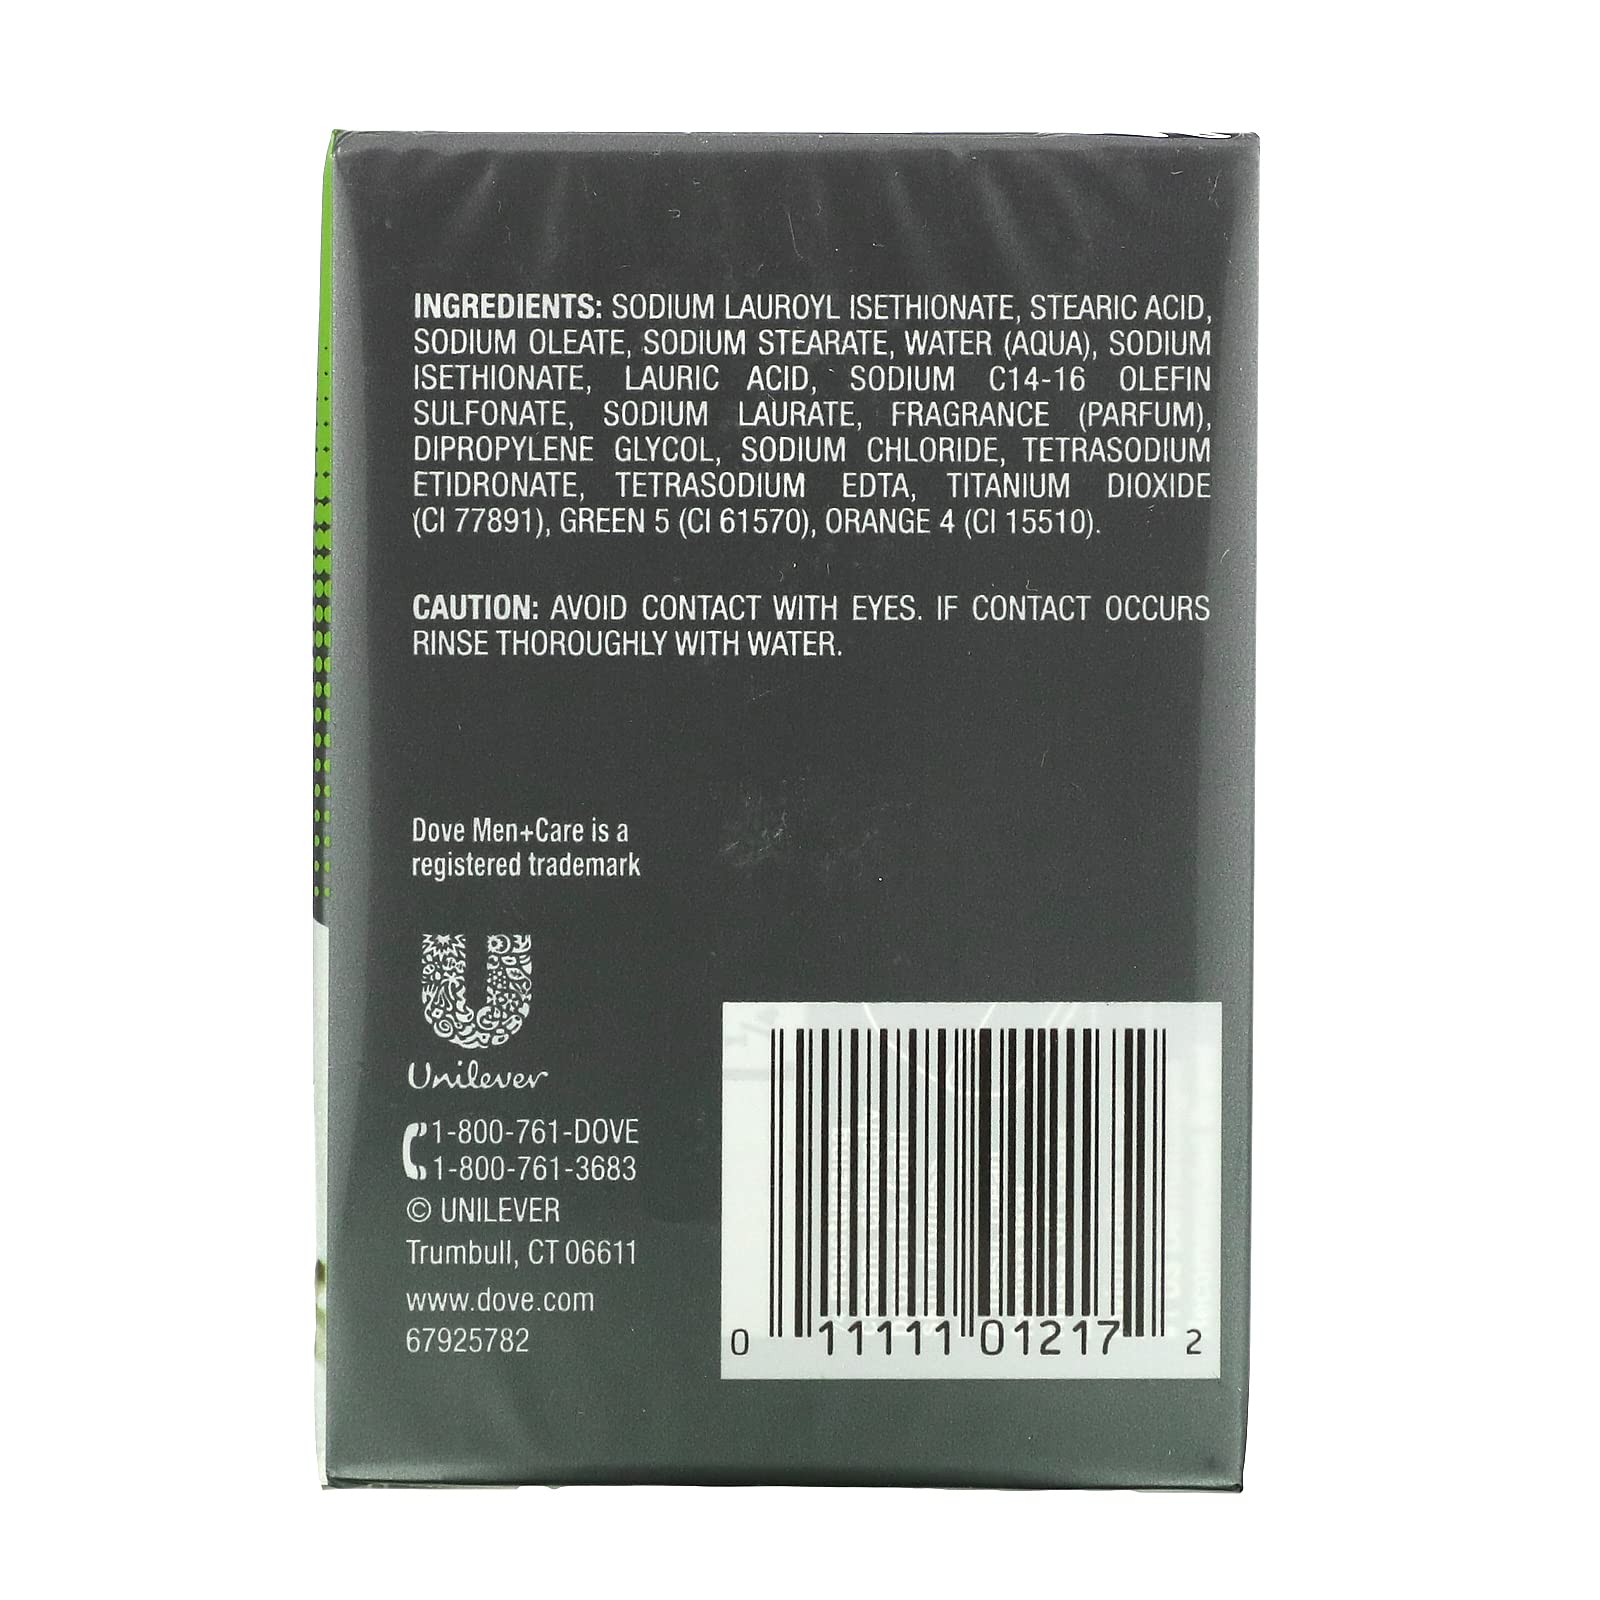 INGREDIENTS: SODIUM LAUROYL ISETHIONATE, STEARIC ACID,
SODIUM OLEATE, SODIUM STEARATE, WATER (AQUA), SODIUM
ISETHIONATE, LAURIC ACID, SODIUM C14-16 OLEFIN
SULFONATE, SODIUM LAURATE, FRAGRANCE (PARFUM),
DIPROPYLENE GLYCOL, SODIUM CHLORIDE, TETRASODIUM
ETIDRONATE, TETRASODIUM EDTA, TITANIUM DIOXIDE
(CI 77891), GREEN 5 (CI 61570), ORANGE 4 (CI 15510).
CAUTION: AVOID CONTACT WITH EYES. IF CONTACT OCCURS
RINSE THOROUGHLY WITH WATER.
Dove Men+Care is a
registered trademark
Unilever
1-800-761-DOVE
1-800-761-3683
© UNILEVER
Trumbull, CT 06611
www.dove.com
67925782
0 11111 01217 2